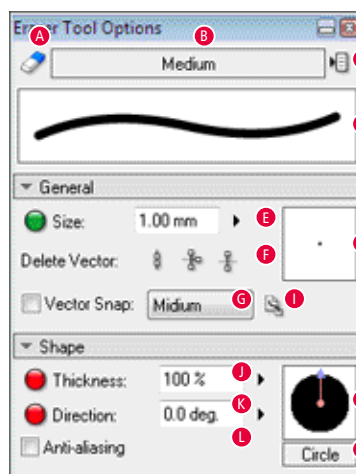 Eraser Tool Options
A B
Medium
General
Size: 1.00 mm E
Delete Vector: F
Vector Snap: Midium G I
Shape
Thickness: 100 % J
Direction: 0.0 deg. K
Anti-aliasing L
Circle